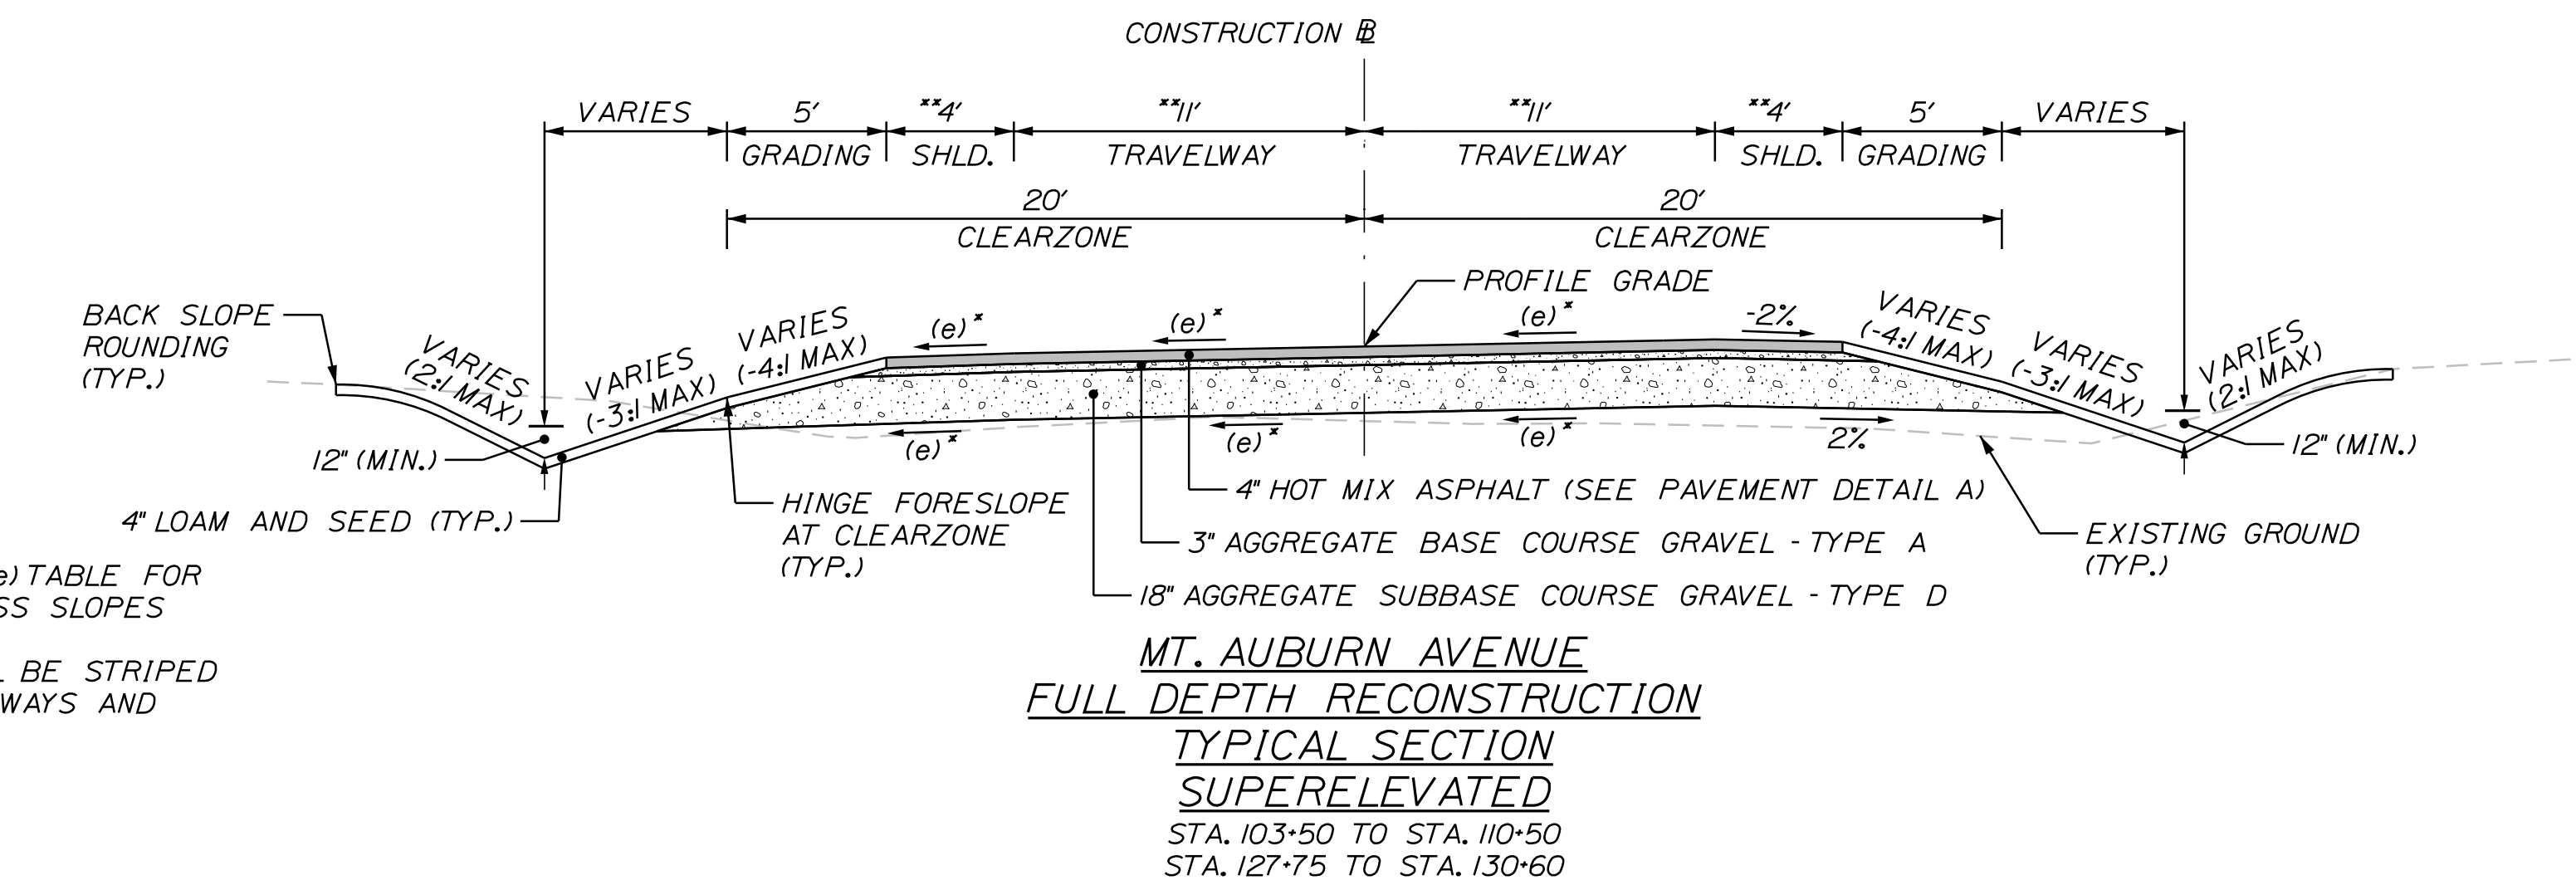 CONSTRUCTION BL
VARIES
5'
**4'
**11'
**11'
**4'
5'
VARIES
GRADING
SHLD.
TRAVELWAY
TRAVELWAY
SHLD.
GRADING
20'
20'
CLEARZONE
CLEARZONE
PROFILE GRADE
BACK SLOPE
ROUNDING
(TYP.)
VARIES
(2:1 MAX)
VARIES
(-3:1 MAX)
VARIES
(-4:1 MAX)
(e)*
(e)*
(e)*
-2%
VARIES
(-4:1 MAX)
VARIES
(-3:1 MAX)
VARIES
(2:1 MAX)
(e)*
(e)*
(e)*
2%
12" (MIN.)
12" (MIN.)
4" LOAM AND SEED (TYP.)
HINGE FORESLOPE
AT CLEARZONE
(TYP.)
4" HOT MIX ASPHALT (SEE PAVEMENT DETAIL A)
3" AGGREGATE BASE COURSE GRAVEL - TYPE A
18" AGGREGATE SUBBASE COURSE GRAVEL - TYPE D
EXISTING GROUND
(TYP.)
e) TABLE FOR
SS SLOPES
BE STRIPED
WAYS AND
MT. AUBURN AVENUE
FULL DEPTH RECONSTRUCTION
TYPICAL SECTION
SUPERELEVATED
STA. 103+50 TO STA. 110+50
STA. 127+75 TO STA. 130+60